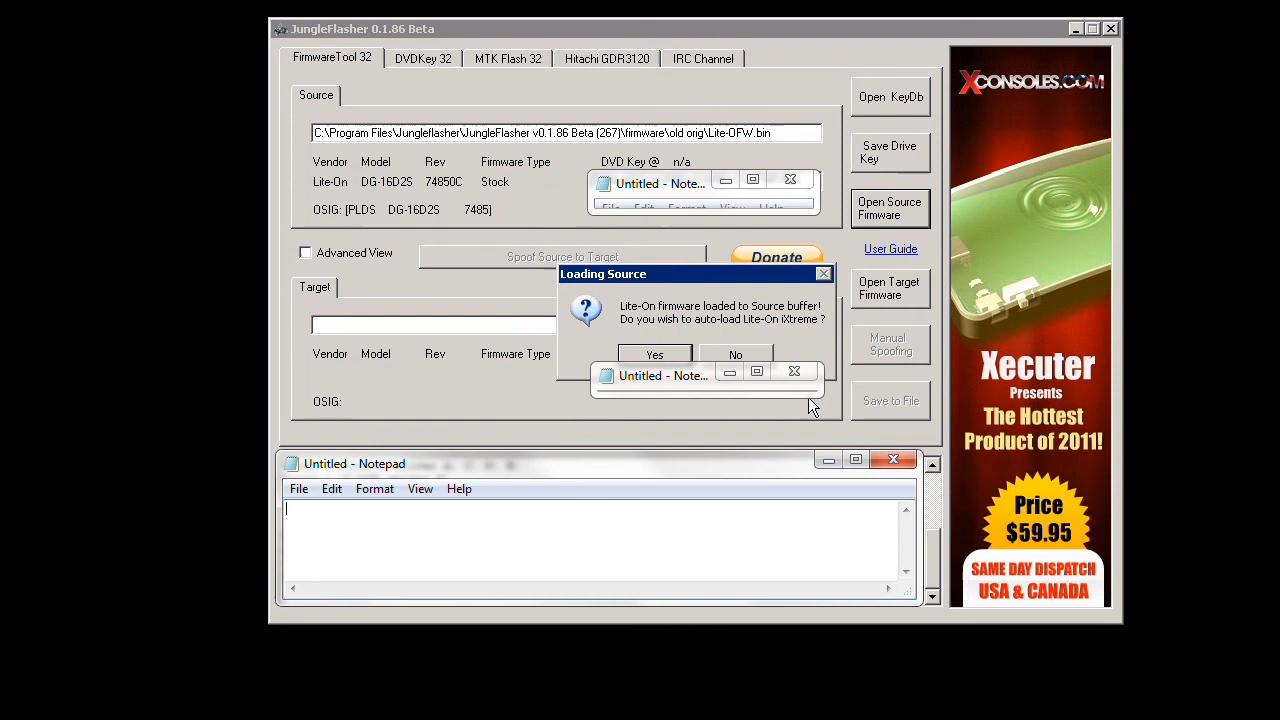 JungleFlasher 0.1.86 Beta
FirmwareTool 32 DVDKey 32 MTK Flash 32 Hitachi GDR3120 IRC Channel
Source
C:\Program Files\Jungleflasher\JungleFlasher v0.1.86 Beta (267)\firmware\old orig\Lite-OFW.bin
Vendor Model Rev Firmware Type DVD Key @ n/a
Lite-On DG-16D2S 74850C Stock
OSIG: [PLDS DG-16D2S 7485]
Untitled - Note...
File Edit Format View Help
Advanced View
Spoof Source to Target
Donate
Open KeyDb
Save Drive
Key
Open Source
Firmware
User Guide
Open Target
Firmware
Manual
Spoofing
Save to File
Target
Vendor Model Rev Firmware Type
OSIG:
Loading Source
Lite-On firmware loaded to Source buffer!
Do you wish to auto-load Lite-On iXtreme ?
Yes No
Untitled - Note...
Untitled - Notepad
File Edit Format View Help
XCONSOLES.COM
Xecuter
Presents
The Hottest
Product of 2011!
Price
$59.95
SAME DAY DISPATCH
USA & CANADA